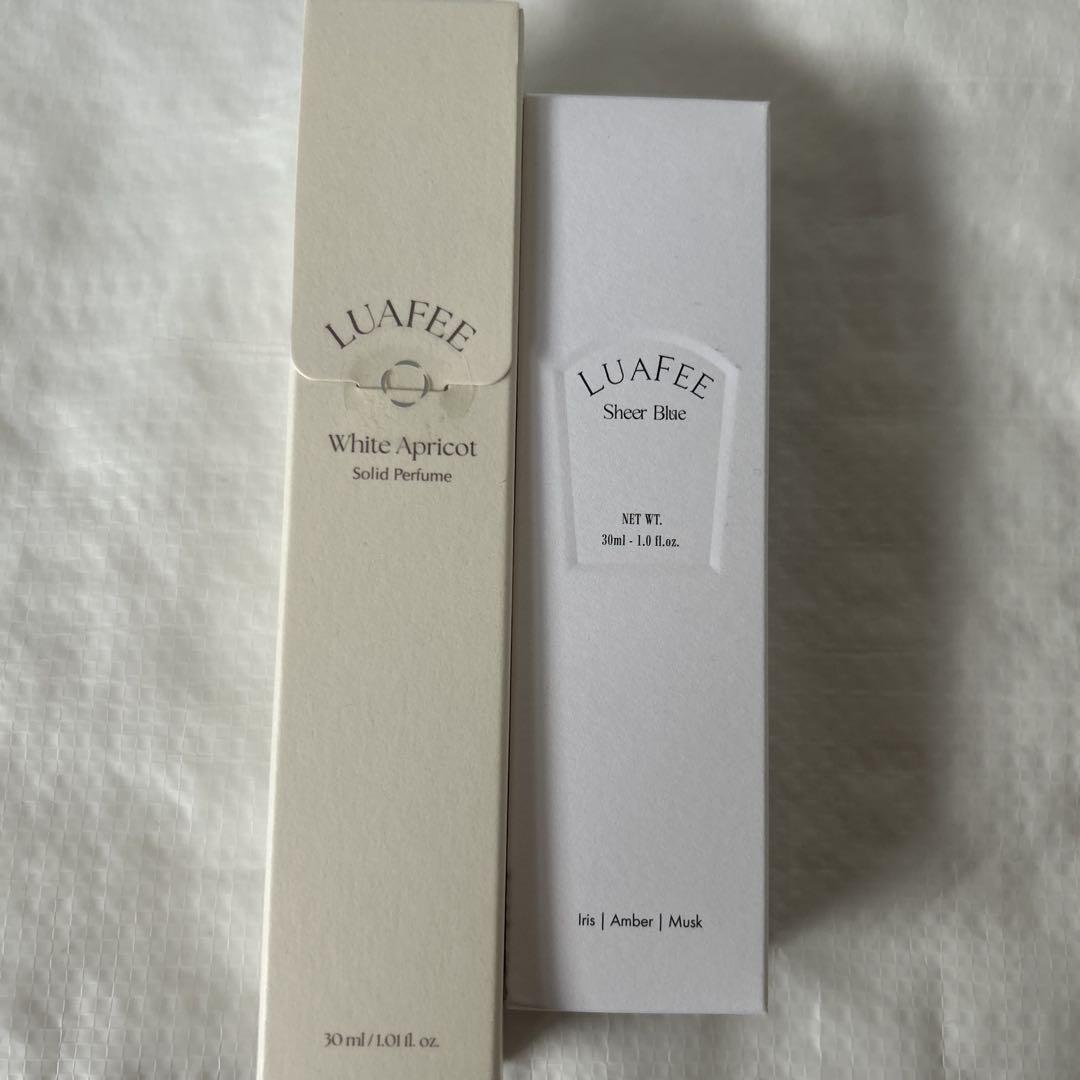 LUAFEE
White Apricot
Solid Perfume
30 ml / 1.01 fl. oz.
LUAFEE
Sheer Blue
NET WT.
30ml - 1.0 fl.oz.
Iris | Amber | Musk